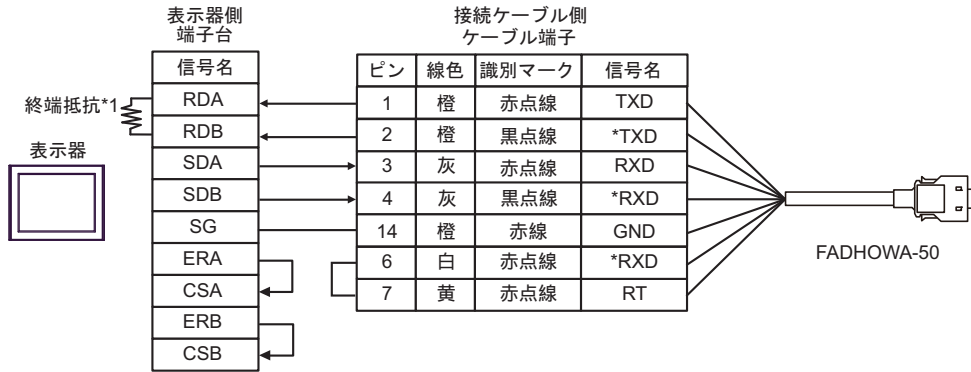 表示器側
端子台
接続ケーブル側
ケーブル端子
信号名
RDA
RDB
SDA
SDB
SG
ERA
CSA
ERB
CSB
終端抵抗*1
表示器
ピン 線色 識別マーク 信号名
1 橙 赤点線 TXD
2 橙 黒点線 *TXD
3 灰 赤点線 RXD
4 灰 黒点線 *RXD
14 橙 赤線 GND
6 白 赤点線 *RXD
7 黄 赤点線 RT
FADHOWA-50